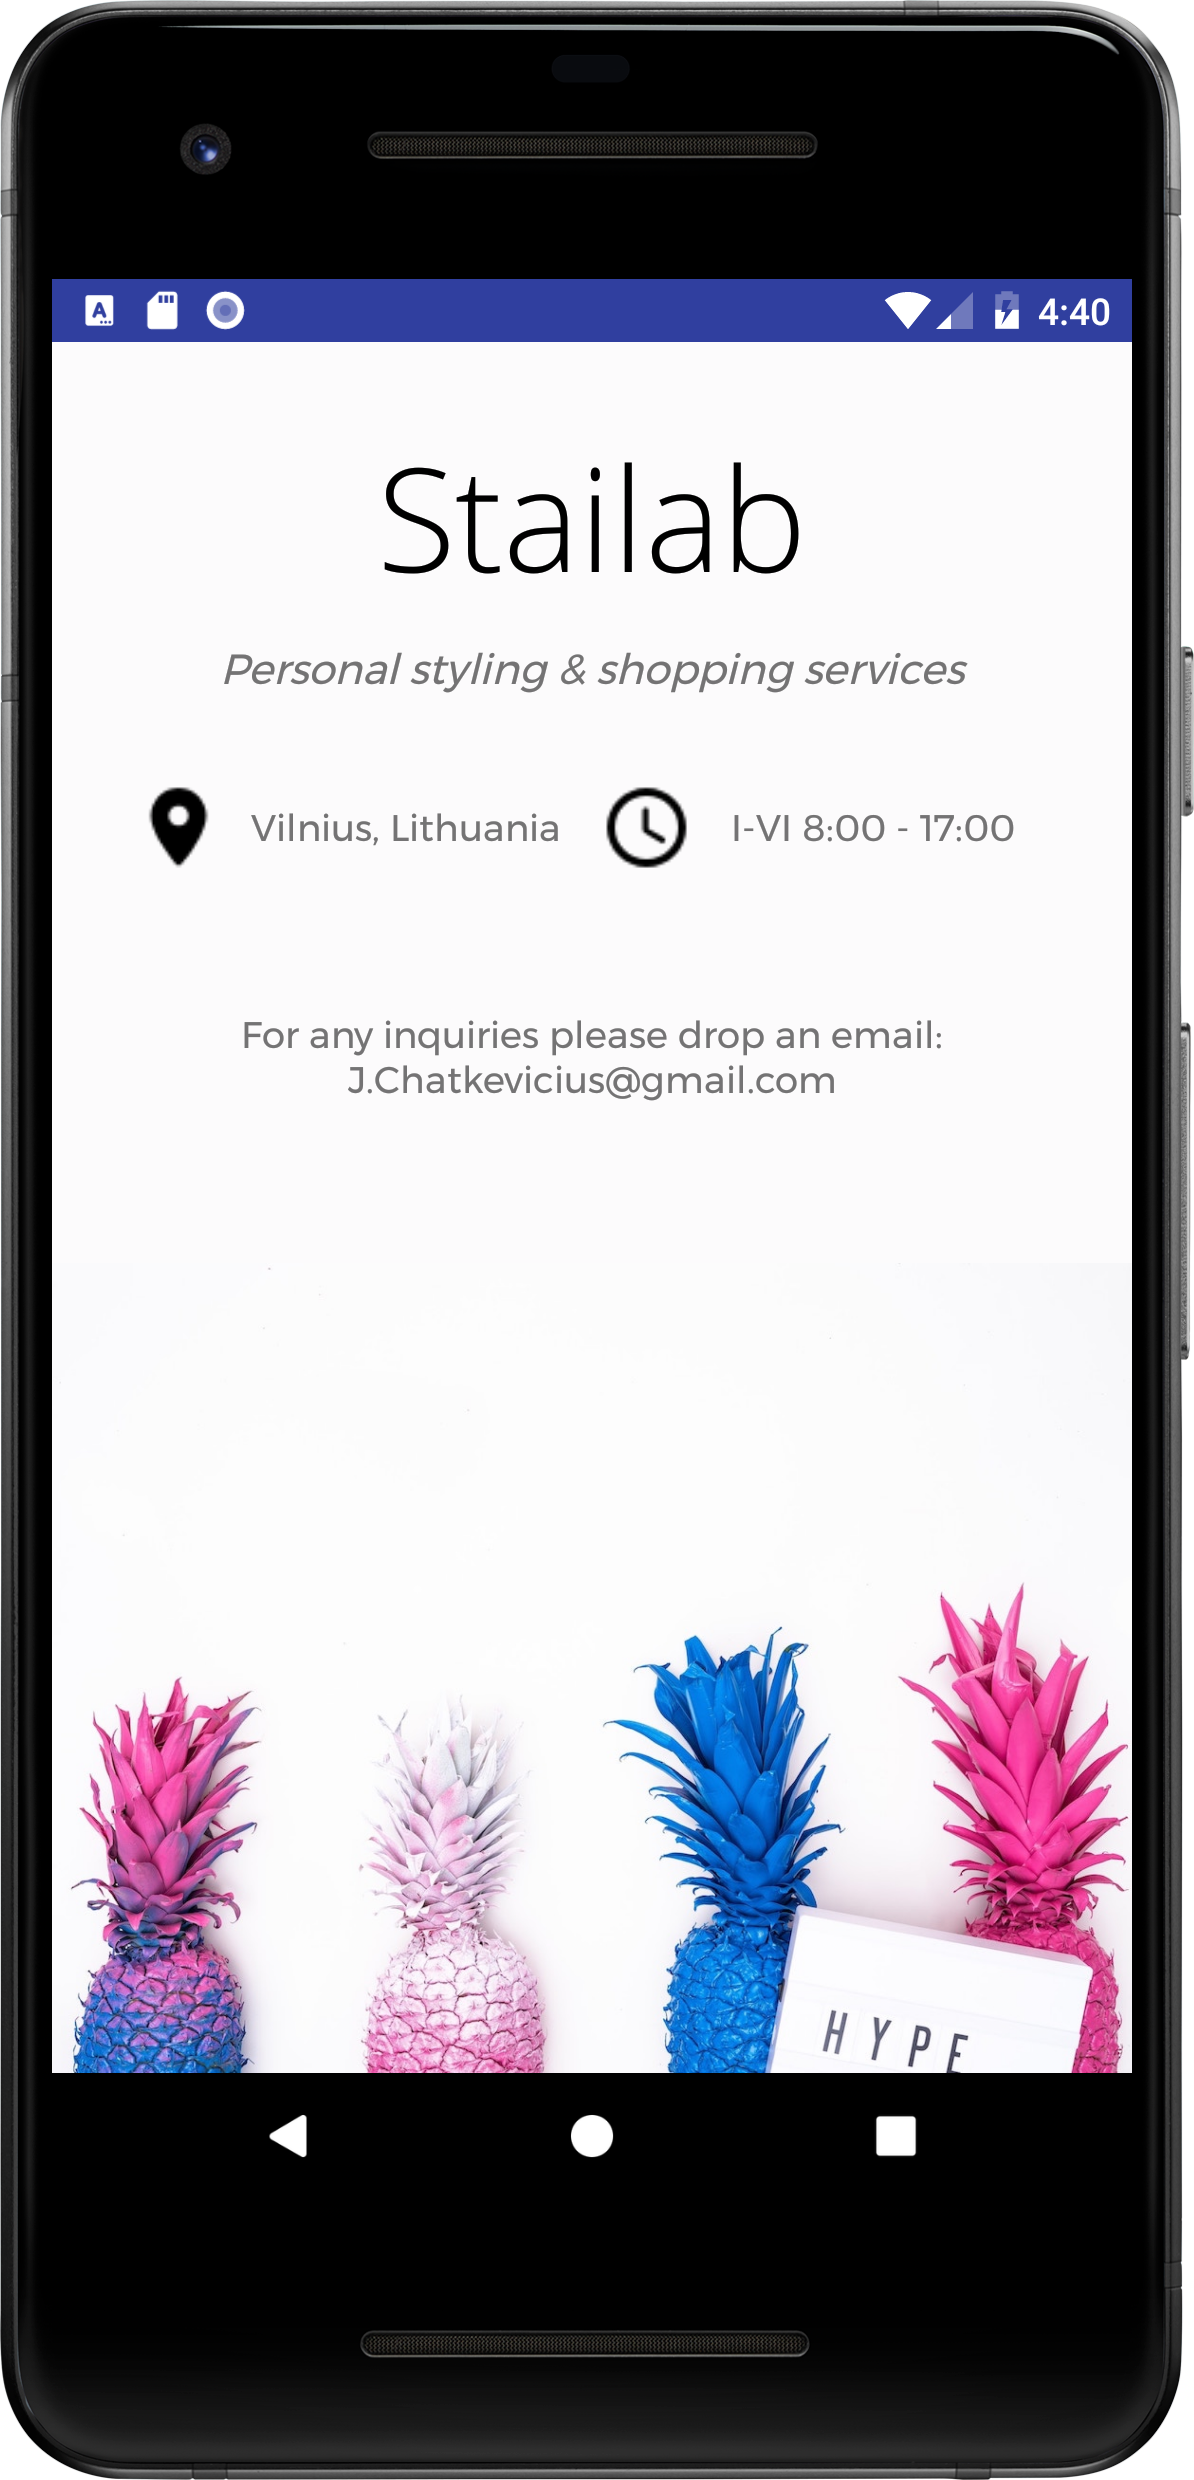 A
4:40
Stailab
Personal styling & shopping services
Vilnius, Lithuania
I-VI 8:00 - 17:00
For any inquiries please drop an email:
J.Chatkevicius@gmail.com
HYPE